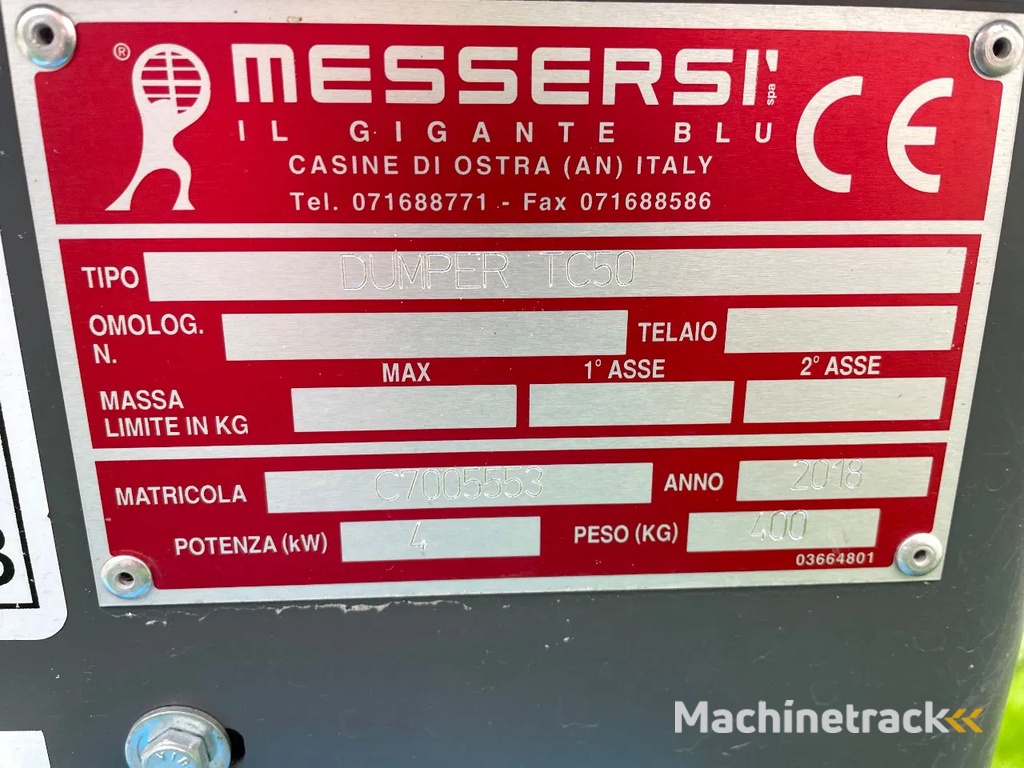 ® MESSERSI' spa
IL GIGANTE BLU
CASINE DI OSTRA (AN) ITALY
Tel. 071688771 - Fax 071688586
CE
TIPO DUMPER TC50
OMOLOG. N. TELAIO
MAX 1° ASSE 2° ASSE
MASSA
LIMITE IN KG
MATRICOLA C7005553 ANNO 2018
POTENZA (kW) 4 PESO (KG) 400
03664801
Machinetrack